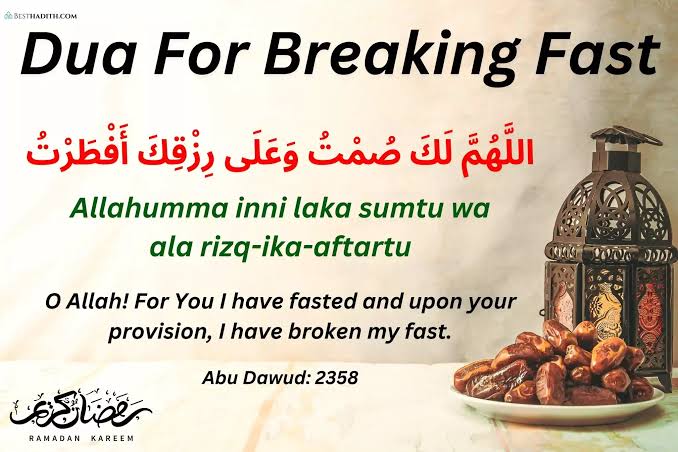 BESTHADITH.COM
Dua For Breaking Fast
اللَّهُمَّ لَكَ صُمْتُ وَعَلَى رِزْقِكَ أَفْطَرْتُ
Allahumma inni laka sumtu wa
ala rizq-ika-aftartu
O Allah! For You I have fasted and upon your
provision, I have broken my fast.
Abu Dawud: 2358
رمضان كريم
RAMADAN KAREEM